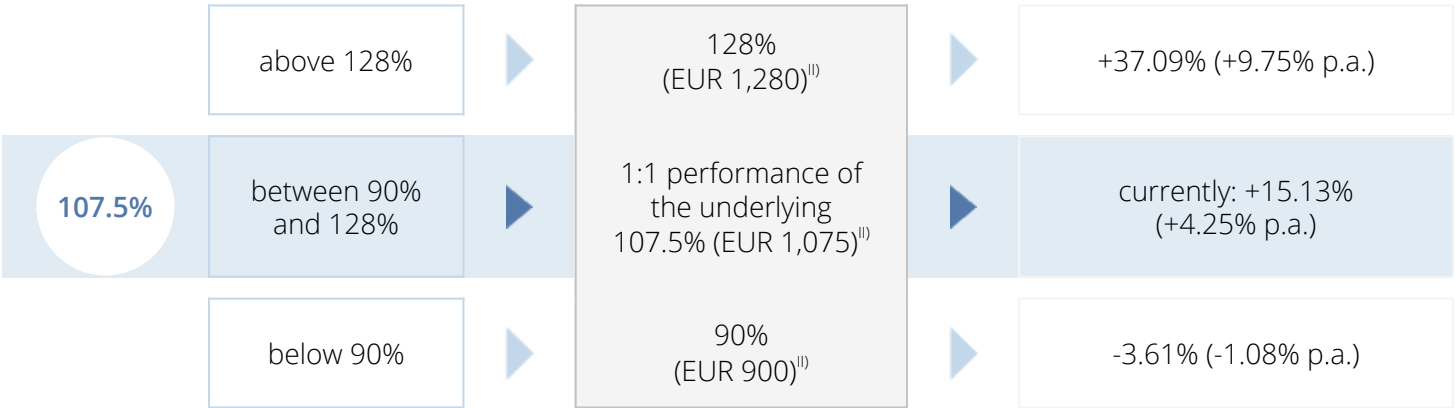 above 128%
128%
(EUR 1,280)II)
+37.09% (+9.75% p.a.)
107.5%
between 90%
and 128%
1:1 performance of
the underlying
107.5% (EUR 1,075)II)
currently: +15.13%
(+4.25% p.a.)
below 90%
90%
(EUR 900)II)
-3.61% (-1.08% p.a.)